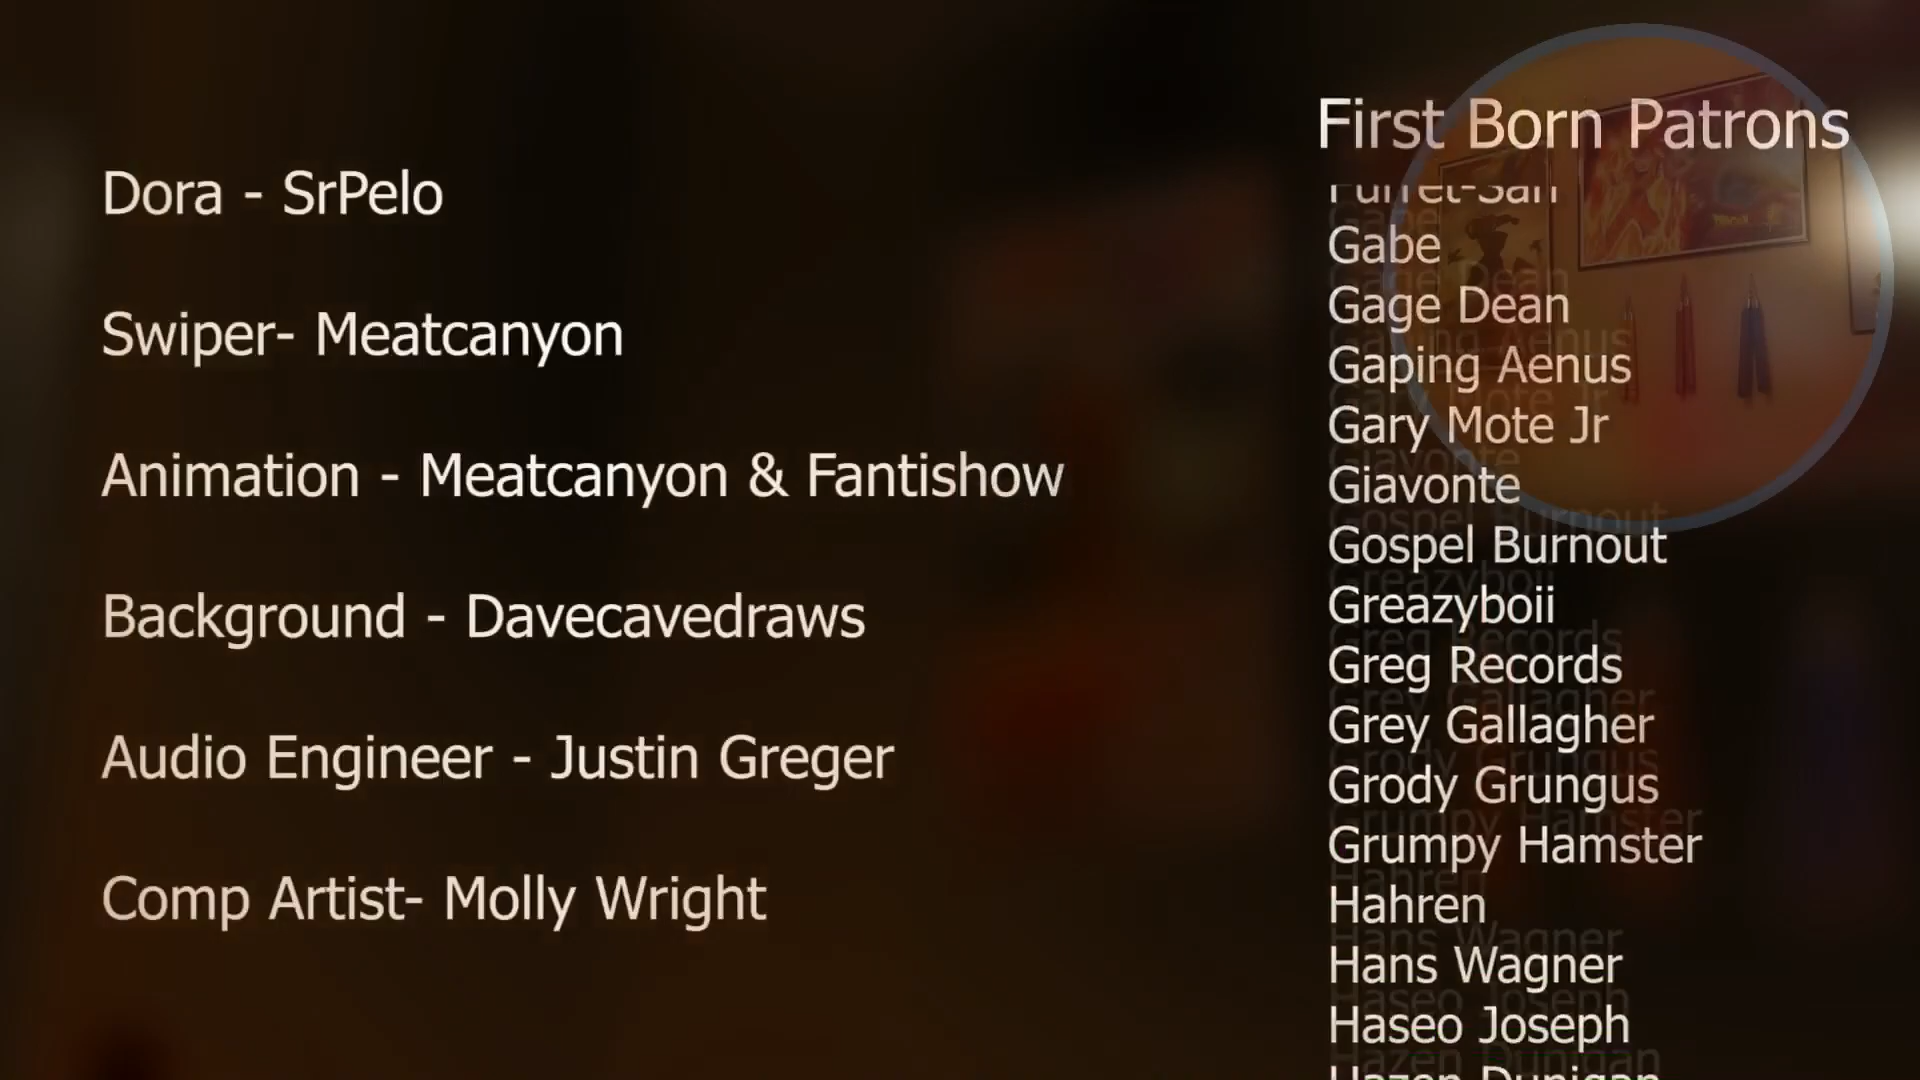 Dora - SrPelo
Swiper- Meatcanyon
Animation - Meatcanyon & Fantishow
Background - Davecavedraws
Audio Engineer - Justin Greger
Comp Artist- Molly Wright
First Born Patrons
Gabe
Gage Dean
Gaping Aenus
Gary Mote Jr
Giavonte
Gospel Burnout
Greazyboii
Greg Records
Grey Gallagher
Grody Grungus
Grumpy Hamster
Hahren
Hans Wagner
Haseo Joseph
Hazen Dunigan